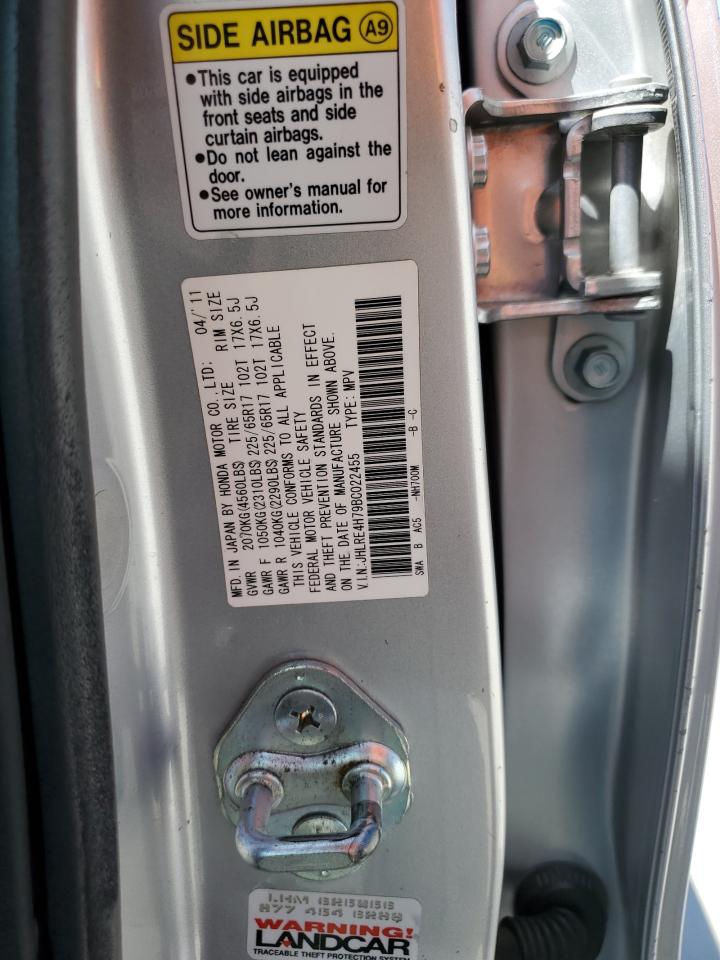 SIDE AIRBAG A9
•This car is equipped
with side airbags in the
front seats and side
curtain airbags.
•Do not lean against the
door.
•See owner's manual for
more information.
MFD. IN JAPAN BY HONDA MOTOR CO., LTD: 04/'11
GVWR 2070KG(4560LBS) TIRE SIZE RIM SIZE
GAWR F 1050KG(2310LBS) 225/65R17 102T 17X6.5J
GAWR R 1040KG(2290LBS) 225/65R17 102T 17X6.5J
THIS VEHICLE CONFORMS TO ALL APPLICABLE
FEDERAL MOTOR VEHICLE SAFETY
AND THEFT PREVENTION STANDARDS IN EFFECT
ON THE DATE OF MANUFACTURE SHOWN ABOVE.
V.I.N:JHLRE4H79BC022455 TYPE: MPV
SWA B AC5 -NH700M -B -C
WARNING!
LANDCAR
TRACEABLE THEFT PROTECTION SYSTEM